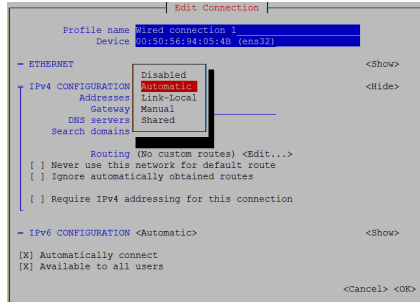 Edit Connection
Profile name Wired connection 1
Device 00:50:56:94:05:4B (ens32)
= ETHERNET <Show>
Disabled
= IPv4 CONFIGURATION Automatic <Hide>
Addresses Link-Local
Gateway Manual
DNS servers Shared
Search domains
Routing (No custom routes) <Edit...>
[ ] Never use this network for default route
[ ] Ignore automatically obtained routes
[ ] Require IPv4 addressing for this connection
= IPv6 CONFIGURATION <Automatic> <Show>
[X] Automatically connect
[X] Available to all users
<Cancel> <OK>